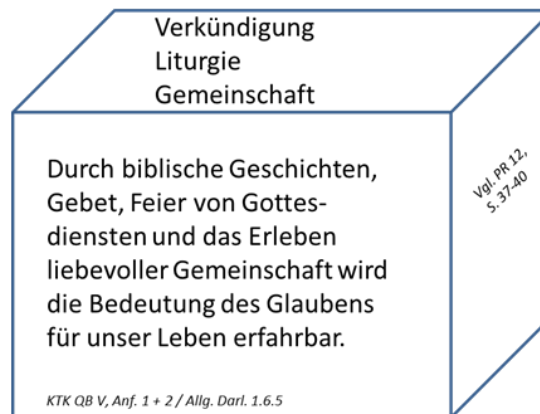 Verkündigung
Liturgie
Gemeinschaft
Durch biblische Geschichten,
Gebet, Feier von Gottes-
diensten und das Erleben
liebevoller Gemeinschaft wird
die Bedeutung des Glaubens
für unser Leben erfahrbar.
KTK QB V, Anf. 1 + 2 / Allg. Darl. 1.6.5
Vgl. PR 12,
S. 37-40